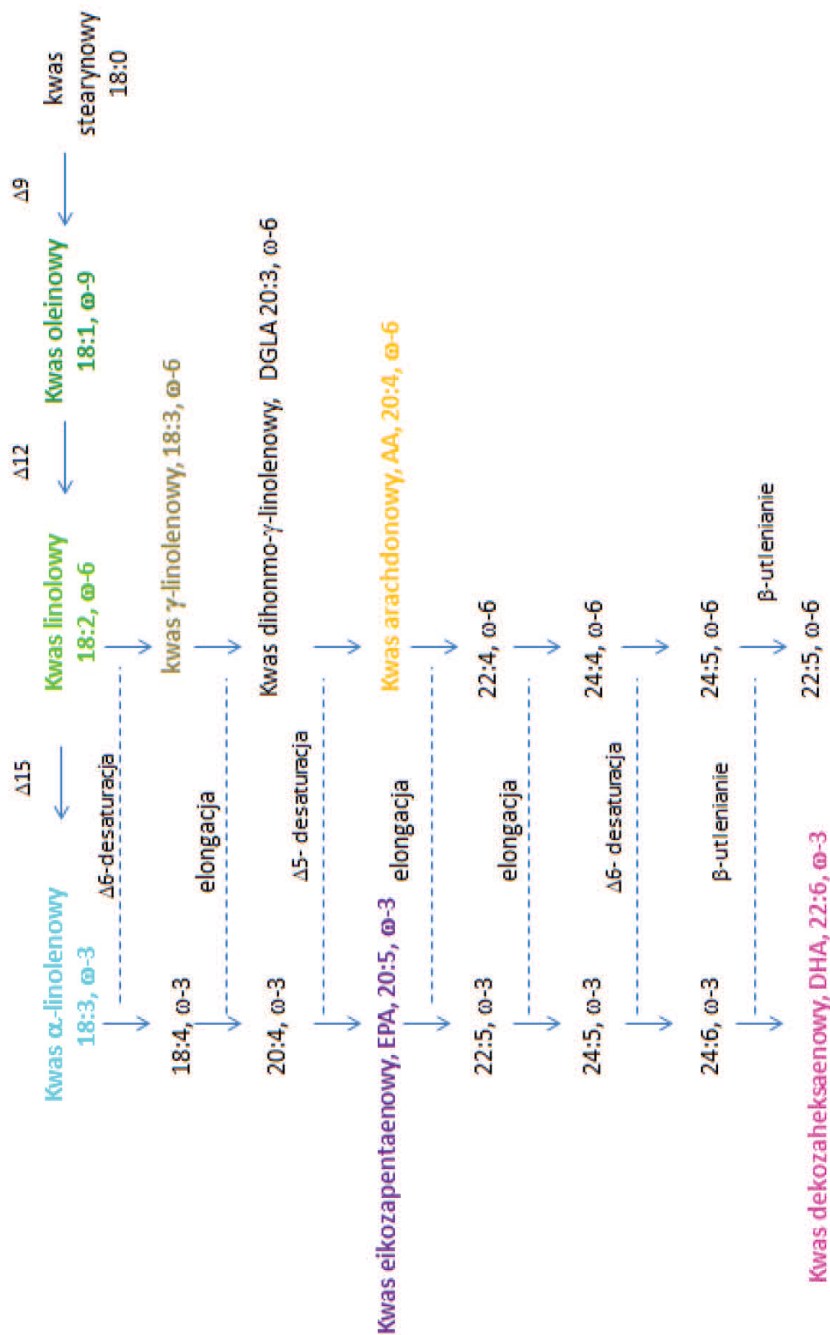 kwas
stearynowy
18:0
Δ9
Kwas oleinowy
18:1, ω-9
Δ12
Kwas linolowy
18:2, ω-6
Δ15
Kwas α-linolenowy
18:3, ω-3
Δ6-desaturacja
18:4, ω-3
kwas γ-linolenowy, 18:3, ω-6
elongacja
20:4, ω-3
Kwas dihonmo-γ-linolenowy, DGLA 20:3, ω-6
Δ5- desaturacja
Kwas eikozapentaenowy, EPA, 20:5, ω-3
Kwas arachdonowy, AA, 20:4, ω-6
elongacja
22:5, ω-3
22:4, ω-6
elongacja
24:5, ω-3
24:4, ω-6
Δ6- desaturacja
24:6, ω-3
24:5, ω-6
β-utlenianie
β-utlenianie
Kwas dekozaheksaenowy, DHA, 22:6, ω-3
22:5, ω-6